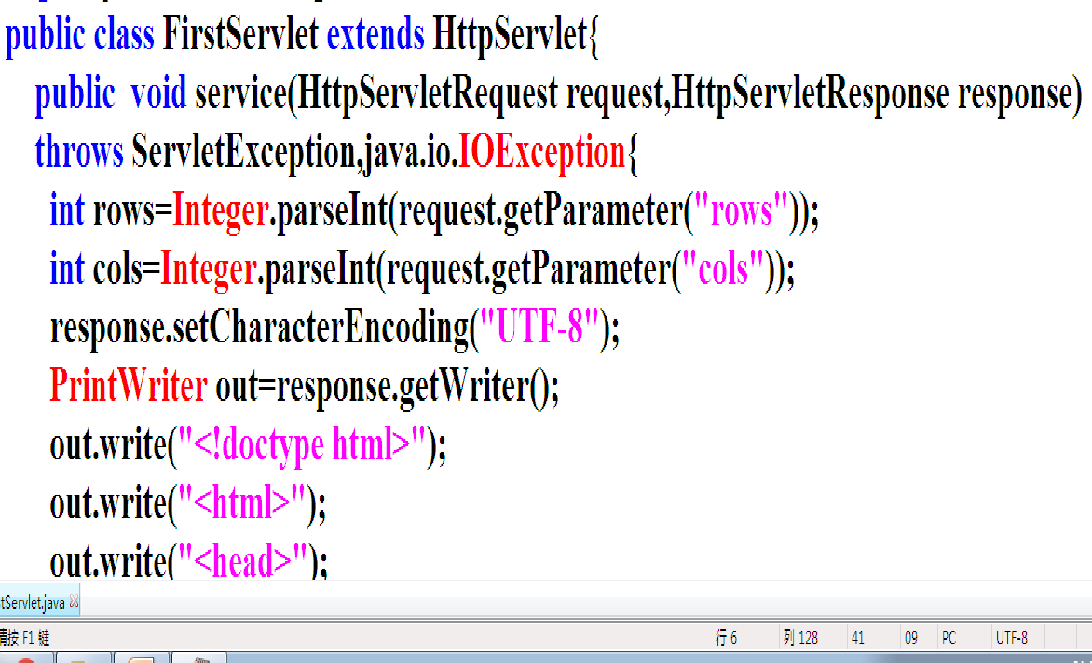 public class FirstServlet extends HttpServlet{
public  void service(HttpServletRequest request,HttpServletResponse response)
throws ServletException,java.io.IOException{
int rows=Integer.parseInt(request.getParameter("rows"));
int cols=Integer.parseInt(request.getParameter("cols"));
response.setCharacterEncoding("UTF-8");
PrintWriter out=response.getWriter();
out.write("<!doctype html>");
out.write("<html>");
out.write("<head>");
tServlet.java
请按 F1 键 行 6 列 128 41 09 PC UTF-8